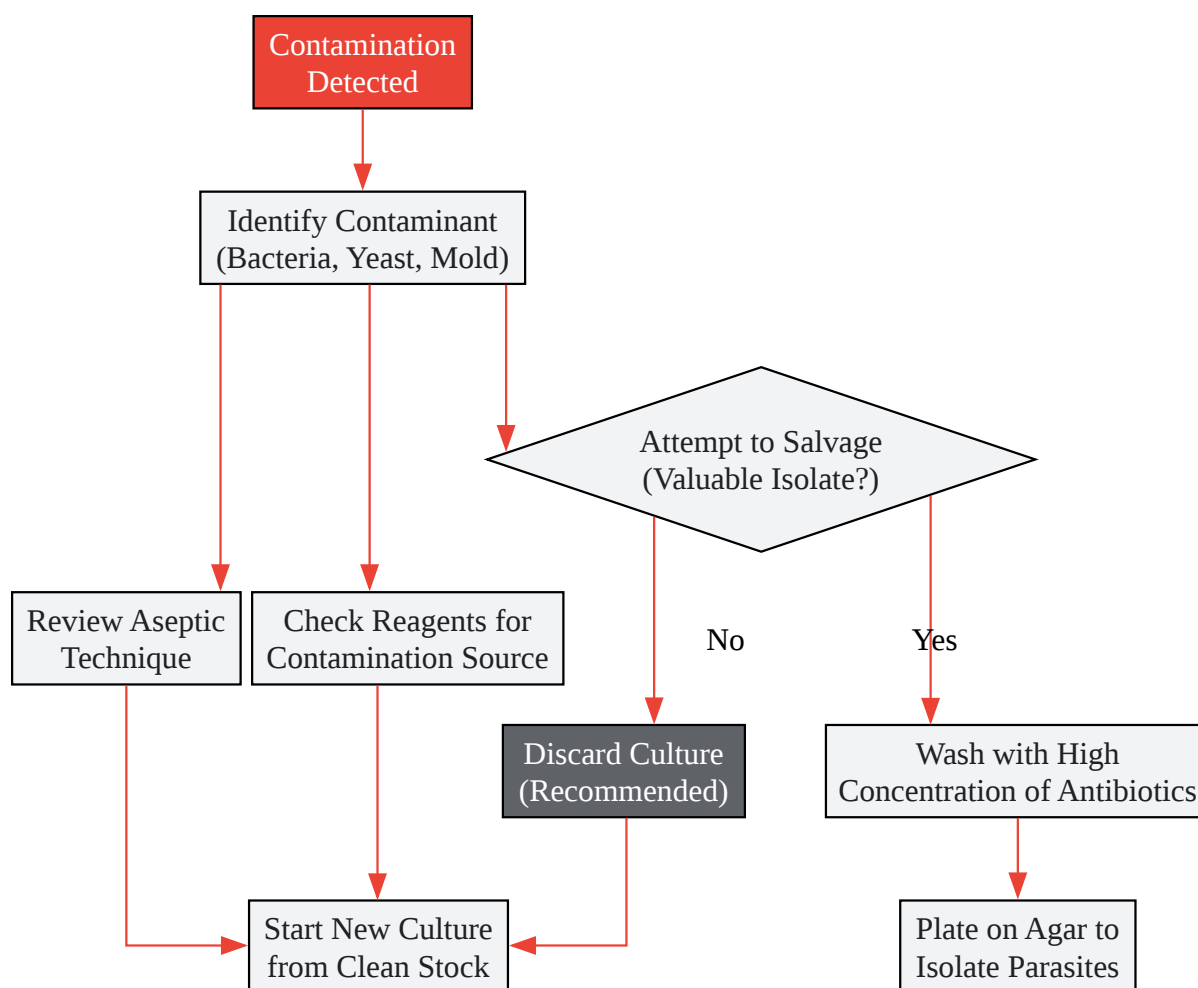 Contamination
Detected
Identify Contaminant
(Bacteria, Yeast, Mold)
Attempt to Salvage
(Valuable Isolate?)
Review Aseptic
Technique
Check Reagents for
Contamination Source
No
Yes
Discard Culture
(Recommended)
Wash with High
Concentration of Antibiotics
Start New Culture
from Clean Stock
Plate on Agar to
Isolate Parasites